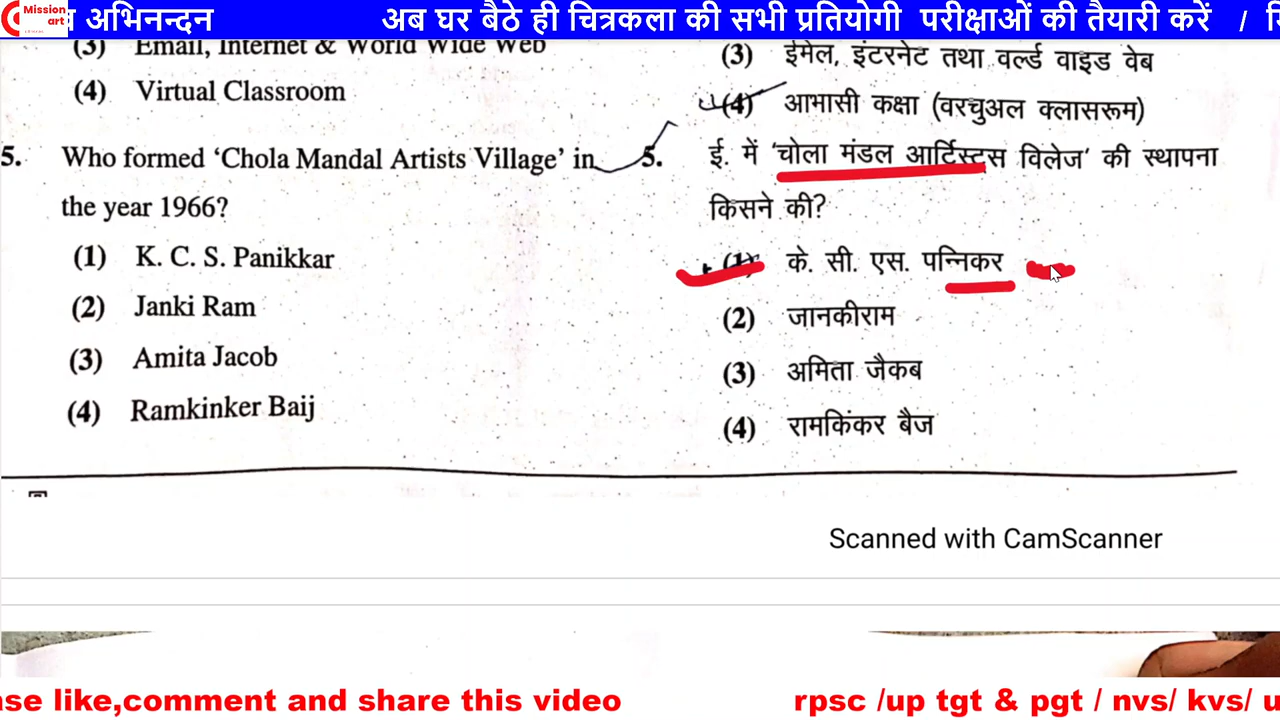 Mission
art
अभिनन्दन
अब घर बैठे ही चित्रकला की सभी प्रतियोगी परीक्षाओं की तैयारी करें /
(3) Email, Internet & World Wide Web
(4) Virtual Classroom
5. Who formed ‘Chola Mandal Artists Village’ in
the year 1966?
(1) K. C. S. Panikkar
(2) Janki Ram
(3) Amita Jacob
(4) Ramkinker Baij
(3) ईमेल, इंटरनेट तथा वर्ल्ड वाइड वेब
(4) आभासी कक्षा (वरचुअल क्लासरूम)
5. ई. में ‘चोला मंडल आर्टिस्ट्स विलेज’ की स्थापना
किसने की?
(1) के. सी. एस. पन्निकर
(2) जानकीराम
(3) अमिता जैकब
(4) रामकिंकर बैज
Scanned with CamScanner
like,comment and share this video
rpsc /up tgt & pgt / nvs/ kvs/